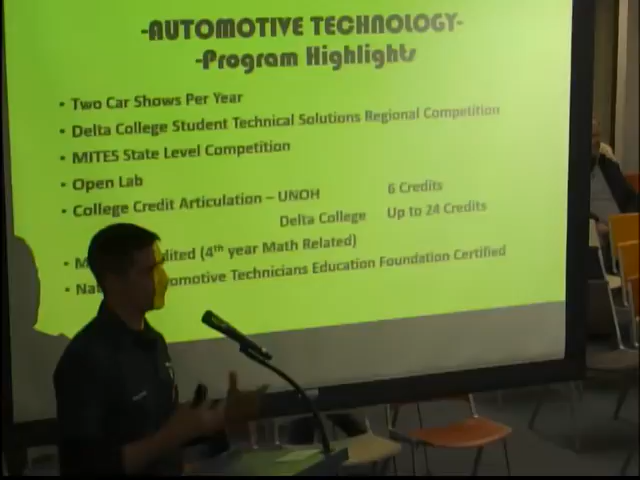 -AUTOMOTIVE TECHNOLOGY-
-Program Highlights
• Two Car Shows Per Year
• Delta College Student Technical Solutions Regional Competition
• MITES State Level Competition
• Open Lab
• College Credit Articulation – UNOH 6 Credits
Delta College Up to 24 Credits
• (4th year Math Related)
• Technicians Education Foundation Certified